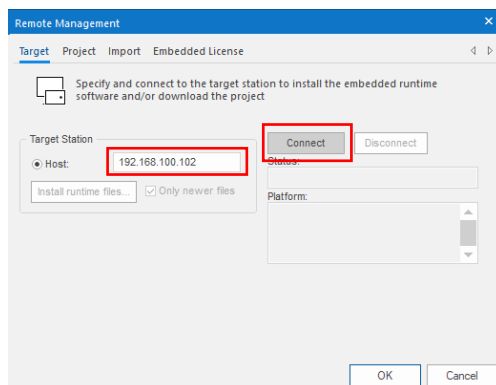 Remote Management
Target Project Import Embedded License
Specify and connect to the target station to install the embedded runtime
software and/or download the project
Target Station
Host: 192.168.100.102
Install runtime files... Only newer files
Connect Disconnect
Status:
Platform:
OK Cancel